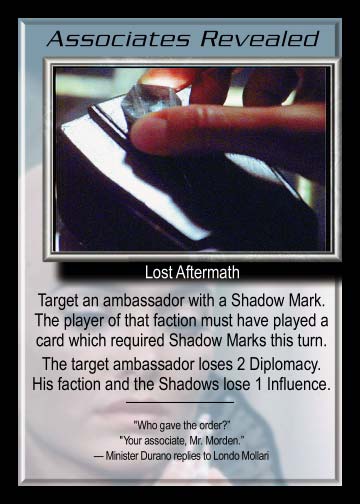 Associates Revealed
Lost Aftermath
Target an ambassador with a Shadow Mark.
The player of that faction must have played a
card which required Shadow Marks this turn.
The target ambassador loses 2 Diplomacy.
His faction and the Shadows lose 1 Influence.
"Who gave the order?"
"Your associate, Mr. Morden."
— Minister Durano replies to Londo Mollari